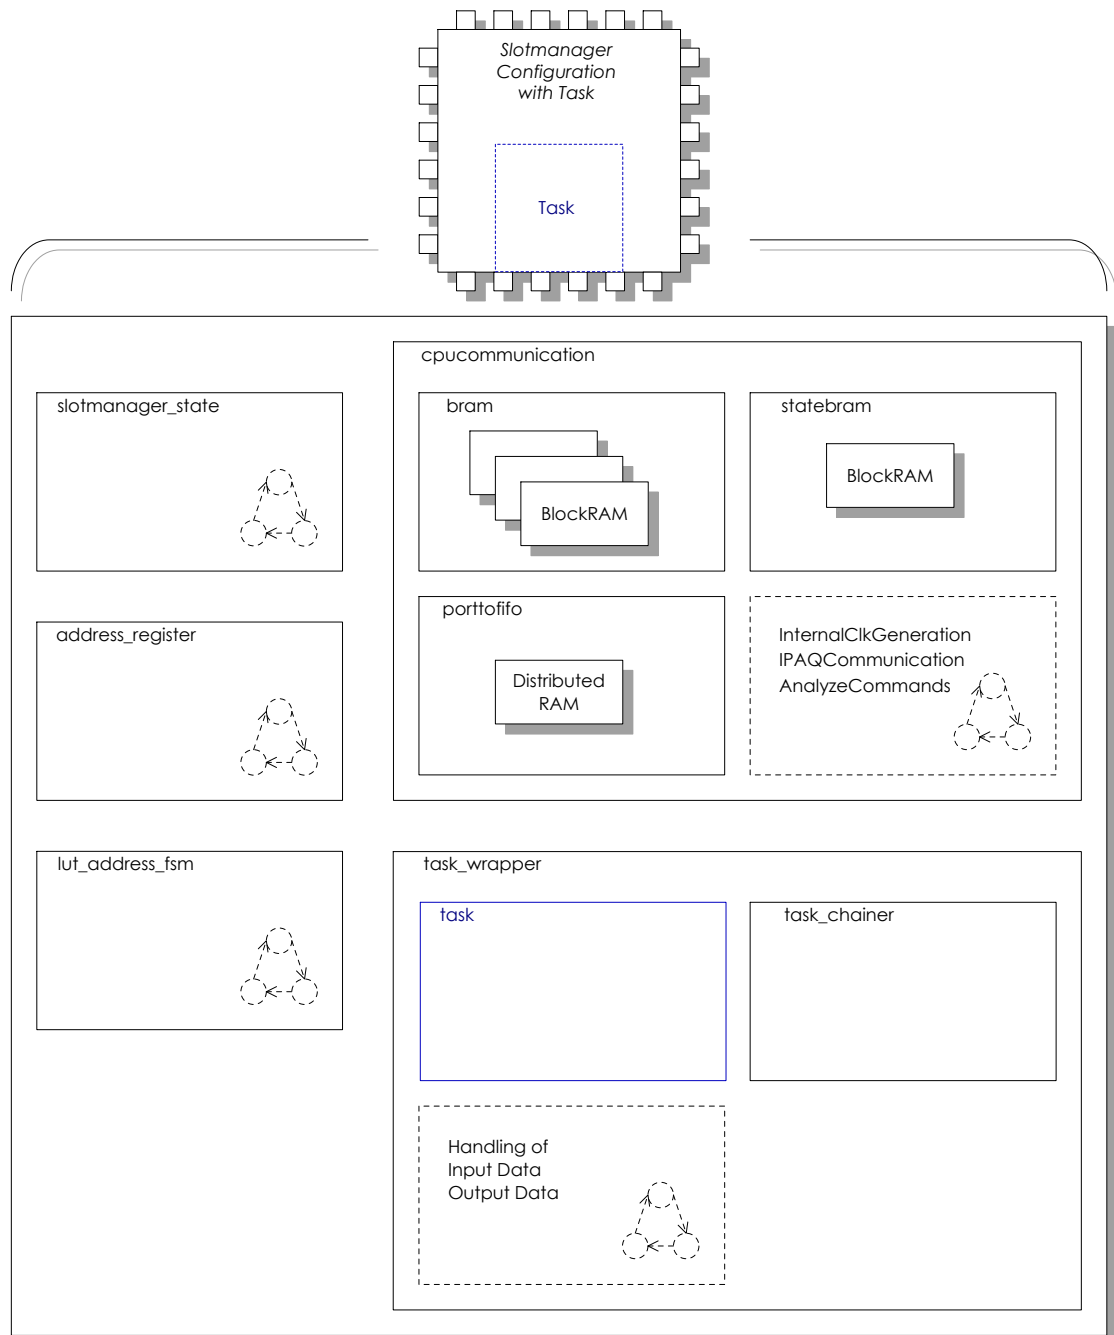 Slotmanager
Configuration
with Task
Task
cpucommunication
slotmanager_state
bram
statebram
BlockRAM
BlockRAM
porttofifo
address_register
InternalClkGeneration
IPAQCommunication
AnalyzeCommands
Distributed
RAM
lut_address_fsm
task_wrapper
task
task_chainer
Handling of
Input Data
Output Data